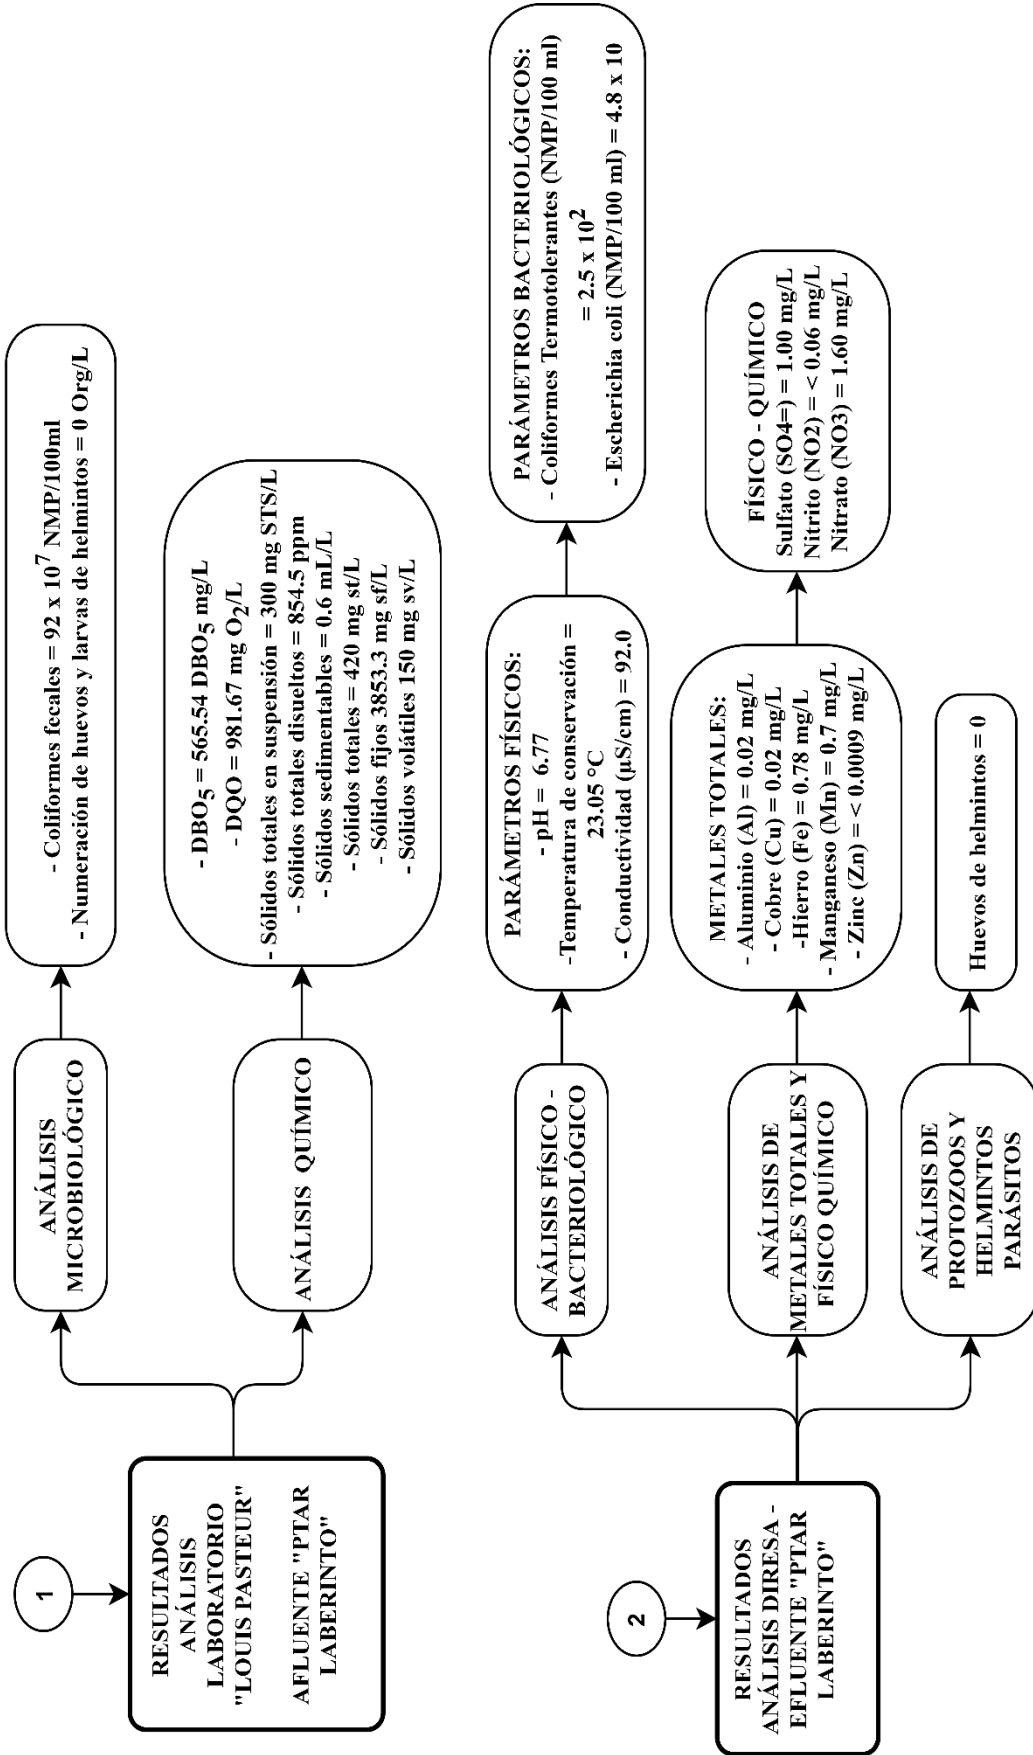 1
RESULTADOS
ANÁLISIS
LABORATORIO
"LOUIS PASTEUR"
AFLUENTE "PTAR
LABERINTO"
ANÁLISIS
MICROBIOLÓGICO
- Coliformes fecales = 92 x 10⁷ NMP/100ml
- Numeración de huevos y larvas de helmintos = 0 Org/L
ANÁLISIS QUÍMICO
- DBO₅ = 565.54 DBO₅ mg/L
- DQO = 981.67 mg O₂/L
- Sólidos totales en suspensión = 300 mg STS/L
- Sólidos totales disueltos = 854.5 ppm
- Sólidos sedimentables = 0.6 mL/L
- Sólidos totales = 420 mg st/L
- Sólidos fijos 3853.3 mg sf/L
- Sólidos volátiles 150 mg sv/L
2
RESULTADOS
ANÁLISIS DIRESA -
EFLUENTE "PTAR
LABERINTO"
ANÁLISIS FÍSICO -
BACTERIOLÓGICO
PARÁMETROS FÍSICOS:
- pH = 6.77
-Temperatura de conservación =
23.05 °C
- Conductividad (µS/cm) = 92.0
PARÁMETROS BACTERIOLÓGICOS:
- Coliformes Termotolerantes (NMP/100 ml)
= 2.5 x 10²
- Escherichia coli (NMP/100 ml) = 4.8 x 10
ANÁLISIS DE
METALES TOTALES Y
FÍSICO QUÍMICO
METALES TOTALES:
- Aluminio (Al) = 0.02 mg/L
- Cobre (Cu) = 0.02 mg/L
-Hierro (Fe) = 0.78 mg/L
- Manganeso (Mn) = 0.7 mg/L
- Zinc (Zn) = < 0.0009 mg/L
FÍSICO - QUÍMICO
Sulfato (SO4=) = 1.00 mg/L
Nitrito (NO2) = < 0.06 mg/L
Nitrato (NO3) = 1.60 mg/L
ANÁLISIS DE
PROTOZOOS Y
HELMINTOS
PARÁSITOS
Huevos de helmintos = 0